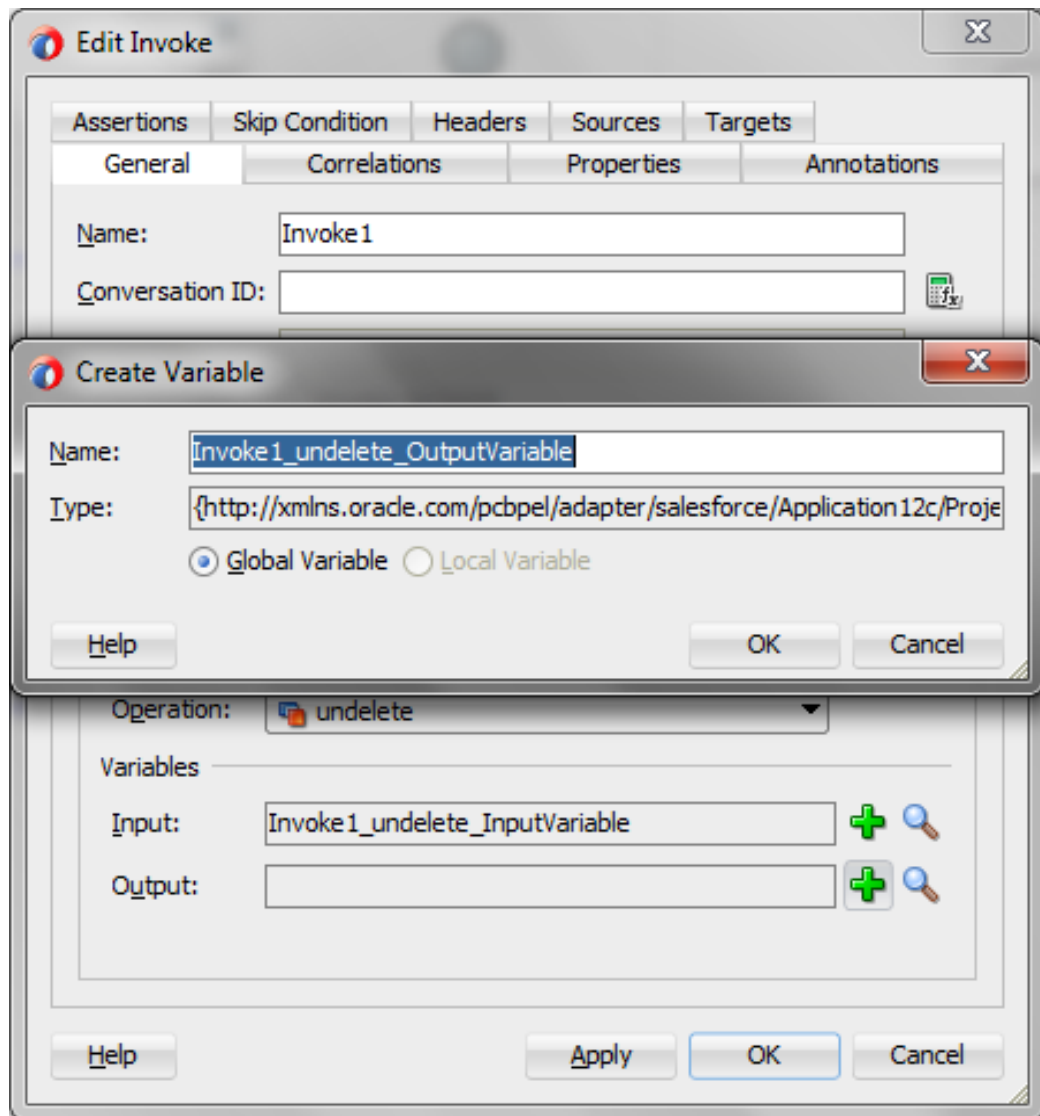 Edit Invoke
Assertions Skip Condition Headers Sources Targets
General Correlations Properties Annotations
Name: Invoke1
Conversation ID:
Create Variable
Name: Invoke1_undelete_OutputVariable
Type: {http://xmlns.oracle.com/pcbpel/adapter/salesforce/Application12c/Proje
Global Variable Local Variable
Help OK Cancel
Operation: undelete
Variables
Input: Invoke1_undelete_InputVariable
Output:
Help Apply OK Cancel